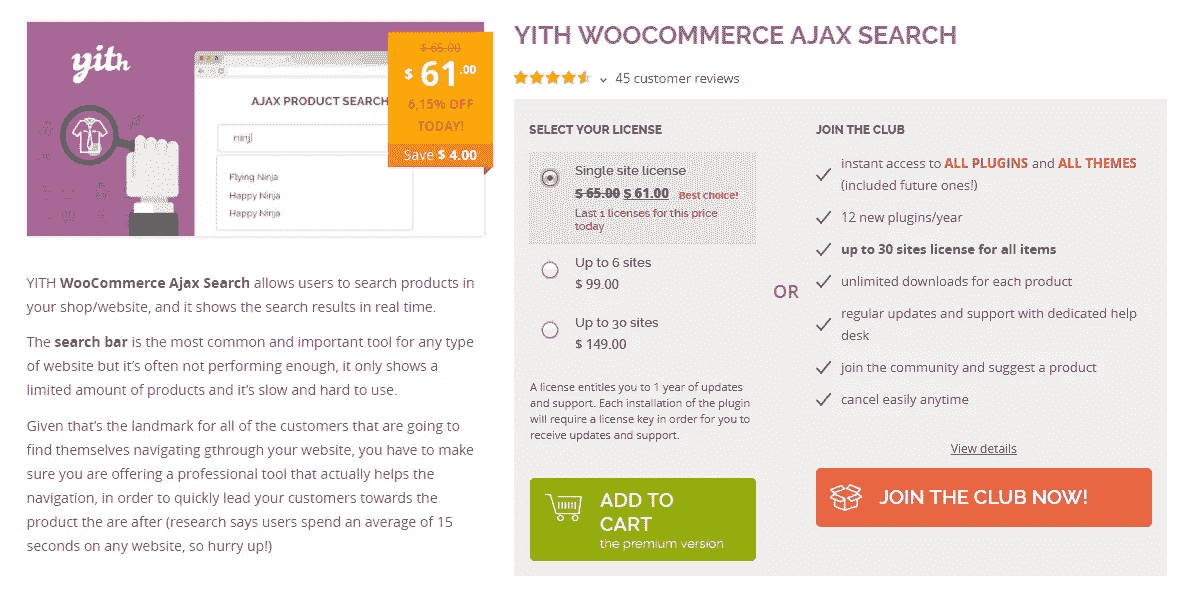 yith
AJAX PRODUCT SEARCH
ninj
Flying Ninja
Happy Ninja
Happy Ninja
$ 65.00
$ 61.00
6,15% OFF
TODAY!
Save $ 4.00
YITH WooCommerce Ajax Search allows users to search products in
your shop/website, and it shows the search results in real time.
The search bar is the most common and important tool for any type
of website but it's often not performing enough, it only shows a
limited amount of products and it's slow and hard to use.
Given that's the landmark for all of the customers that are going to
find themselves navigating gthrough your website, you have to make
sure you are offering a professional tool that actually helps the
navigation, in order to quickly lead your customers towards the
product the are after (research says users spend an average of 15
seconds on any website, so hurry up!)
YITH WOOCOMMERCE AJAX SEARCH
45 customer reviews
SELECT YOUR LICENSE
Single site license
$ 65.00 $ 61.00 Best choice!
Last 1 licenses for this price
today
Up to 6 sites
$ 99.00
Up to 30 sites
$ 149.00
A license entitles you to 1 year of updates
and support. Each installation of the plugin
will require a license key in order for you to
receive updates and support.
ADD TO
CART
the premium version
OR
JOIN THE CLUB
instant access to ALL PLUGINS and ALL THEMES
(included future ones!)
12 new plugins/year
up to 30 sites license for all items
unlimited downloads for each product
regular updates and support with dedicated help
desk
join the community and suggest a product
cancel easily anytime
View details
JOIN THE CLUB NOW!